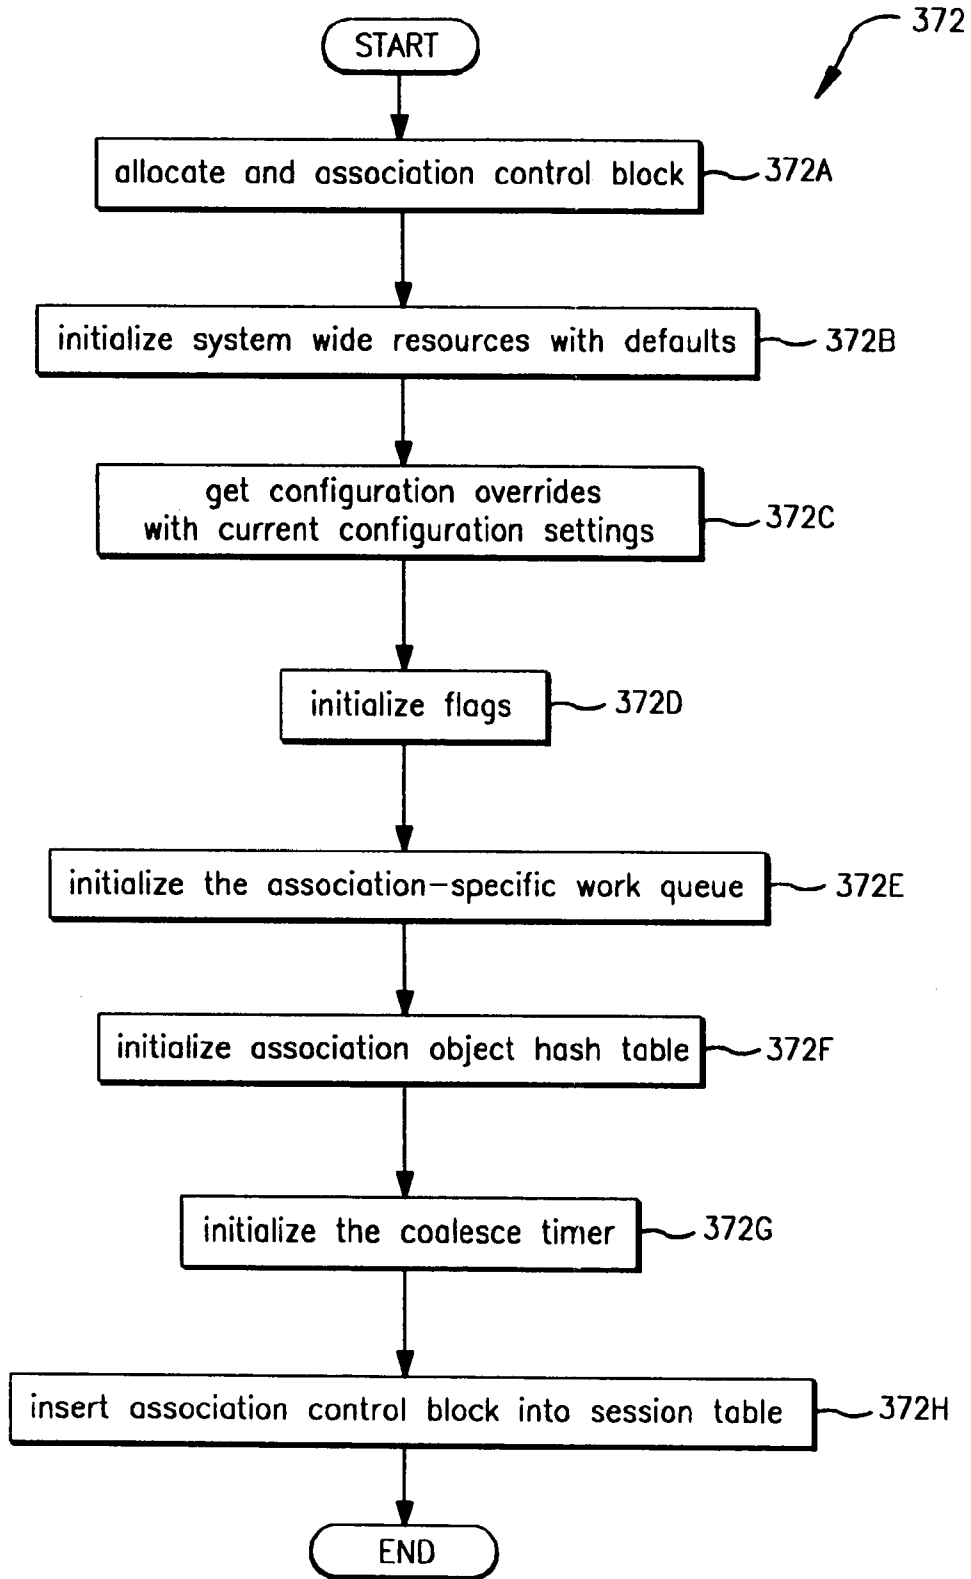 372
START
allocate and association control block
372A
initialize system wide resources with defaults
372B
get configuration overrides
with current configuration settings
372C
initialize flags
372D
initialize the association-specific work queue
372E
initialize association object hash table
372F
initialize the coalesce timer
372G
insert association control block into session table
372H
END